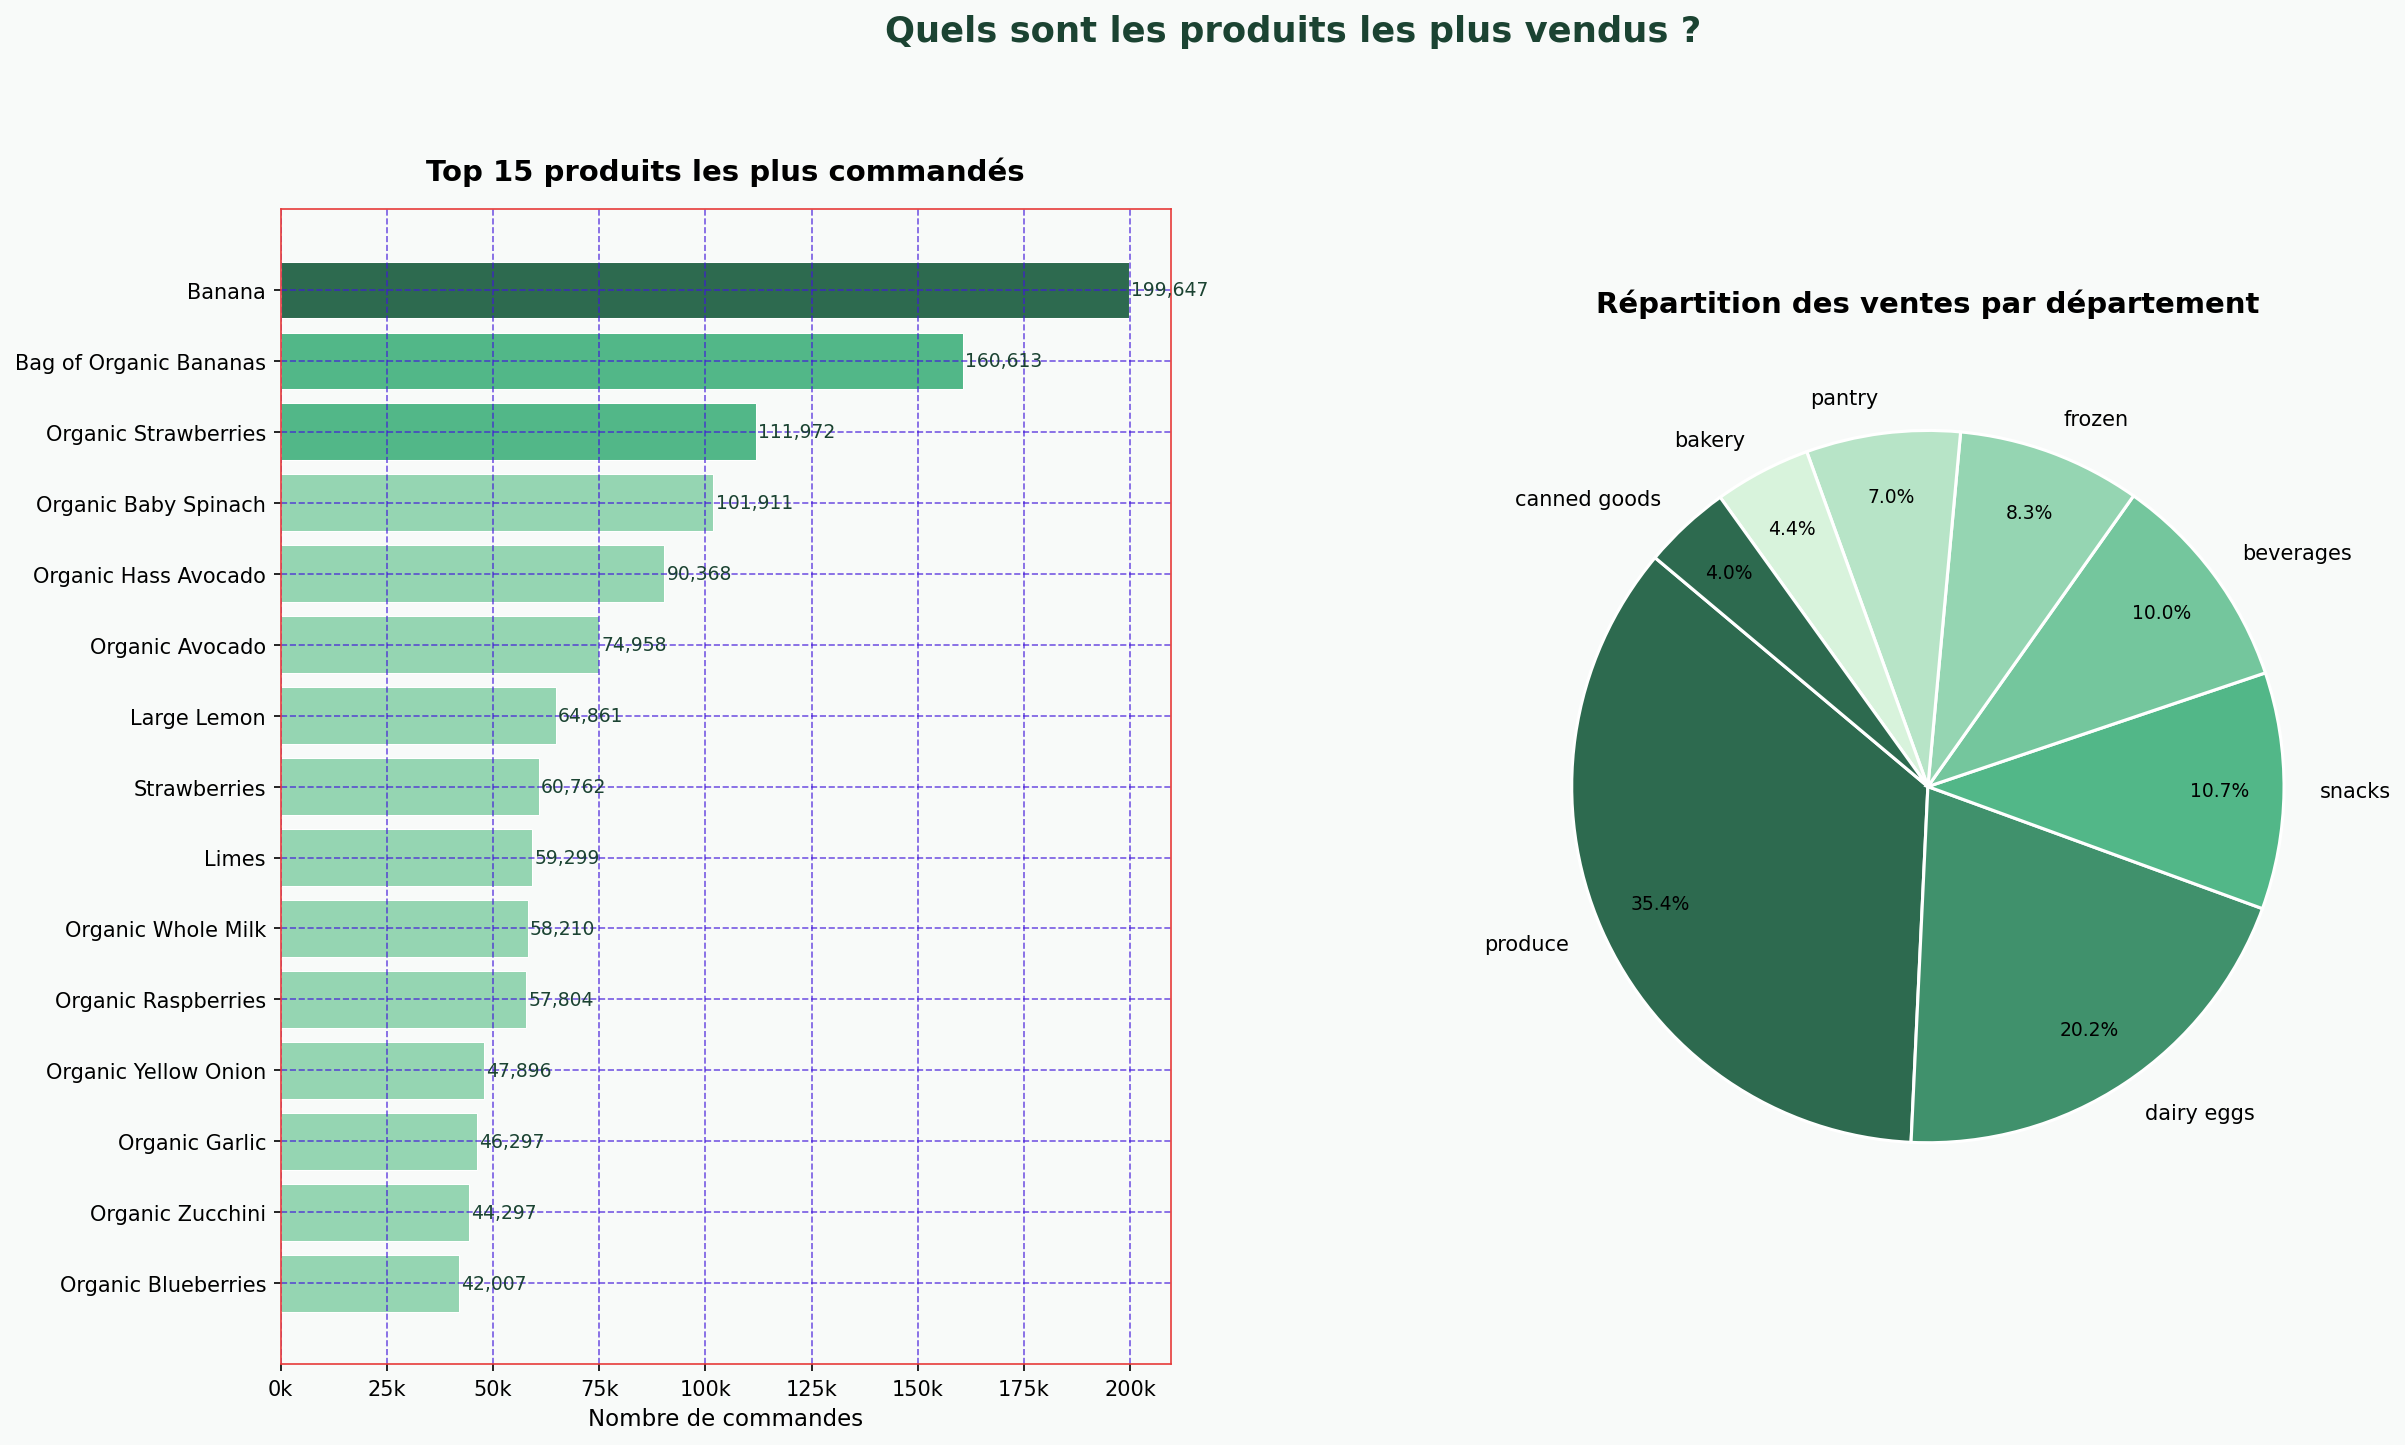 Quels sont les produits les plus vendus ?
Top 15 produits les plus commandés
Banana 199,647
Bag of Organic Bananas 160,613
Organic Strawberries 111,972
Organic Baby Spinach 101,911
Organic Hass Avocado 90,368
Organic Avocado 74,958
Large Lemon 64,861
Strawberries 60,762
Limes 59,299
Organic Whole Milk 58,210
Organic Raspberries 57,804
Organic Yellow Onion 47,896
Organic Garlic 46,297
Organic Zucchini 44,297
Organic Blueberries 42,007
0k 25k 50k 75k 100k 125k 150k 175k 200k
Nombre de commandes
Répartition des ventes par département
pantry
7.0%
frozen
8.3%
bakery
4.4%
canned goods
4.0%
beverages
10.0%
snacks
10.7%
produce
35.4%
dairy eggs
20.2%